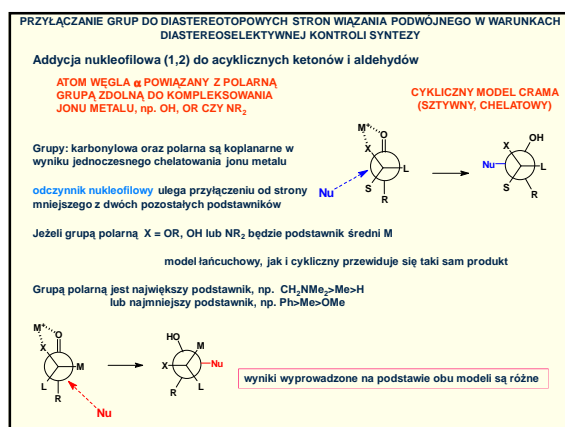 PRZYŁĄCZANIE GRUP DO DIASTEREOTOPOWYCH STRON WIĄZANIA PODWÓJNEGO W WARUNKACH
DIASTEREOSELEKTYWNEJ KONTROLI SYNTEZY
Addycja nukleofilowa (1,2) do acyklicznych ketonów i aldehydów
ATOM WĘGLA α POWIĄZANY Z POLARNĄ
GRUPĄ ZDOLNĄ DO KOMPLEKSOWANIA
JONU METALU, np. OH, OR CZY NR2
CYKLICZNY MODEL CRAMA
(SZTYWNY, CHELATOWY)
Grupy: karbonylowa oraz polarna są koplanarne w
wyniku jednoczesnego chelatowania jonu metalu
M+
O
X
L
S
R
Nu
OH
X
Nu
L
S
R
odczynnik nukleofilowy ulega przyłączeniu od strony
mniejszego z dwóch pozostałych podstawników
Jeżeli grupą polarną X = OR, OH lub NR2 będzie podstawnik średni M
model łańcuchowy, jak i cykliczny przewiduje się taki sam produkt
Grupą polarną jest największy podstawnik, np. CH2NMe2>Me>H
lub najmniejszy podstawnik, np. Ph>Me>OMe
M+
O
X
M
L
R
Nu
HO
M
Nu
X
L
R
wyniki wyprowadzone na podstawie obu modeli są różne